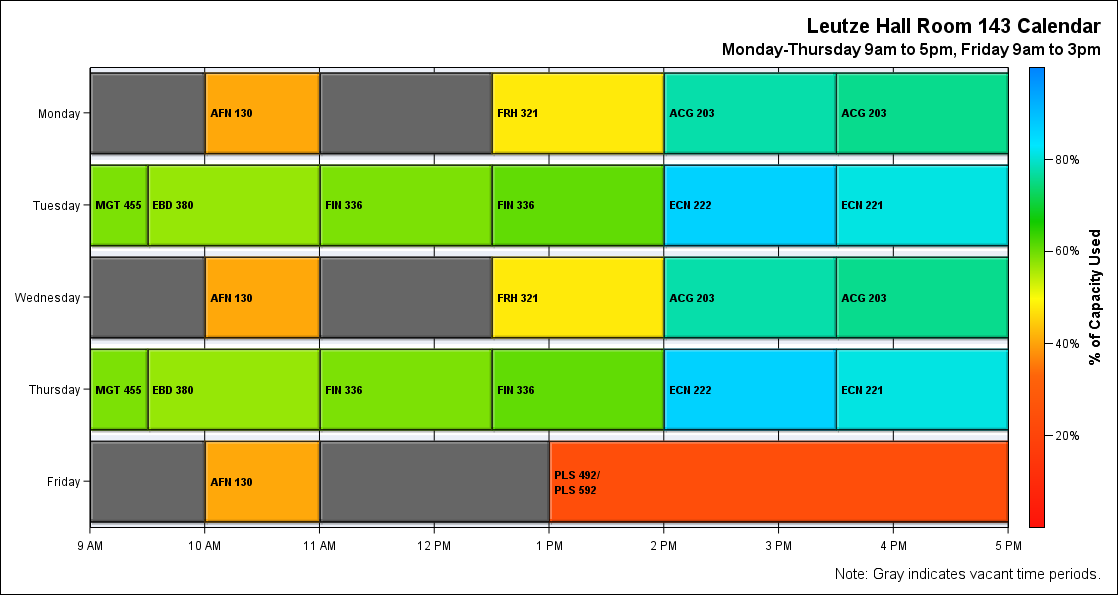 Leutze Hall Room 143 Calendar
Monday-Thursday 9am to 5pm, Friday 9am to 3pm
Monday
AFN 130
FRH 321
ACG 203
ACG 203
Tuesday
MGT 455
EBD 380
FIN 336
FIN 336
ECN 222
ECN 221
Wednesday
AFN 130
FRH 321
ACG 203
ACG 203
Thursday
MGT 455
EBD 380
FIN 336
FIN 336
ECN 222
ECN 221
Friday
AFN 130
PLS 492/
PLS 592
9 AM
10 AM
11 AM
12 PM
1 PM
2 PM
3 PM
4 PM
5 PM
80%
60%
40%
20%
% of Capacity Used
Note: Gray indicates vacant time periods.